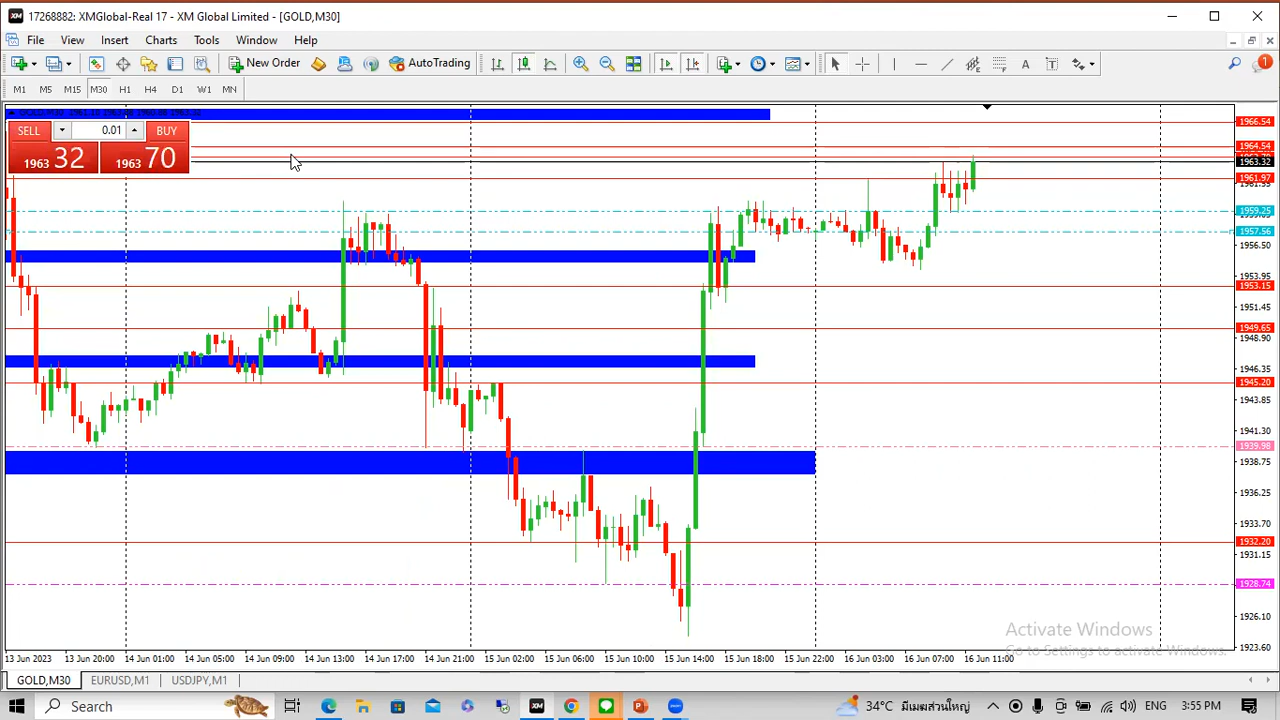 17268882: XMGlobal-Real 17 - XM Global Limited - [GOLD,M30]
File View Insert Charts Tools Window Help
New Order AutoTrading
M1 M5 M15 M30 H1 H4 D1 W1 MN
SELL 0.01 BUY
1963 32 1963 70
1966.54
1964.54
1963.32
1961.97
1959.25
1957.56
1956.50
1953.95
1953.15
1951.45
1949.65
1948.90
1946.35
1945.20
1943.85
1941.30
1939.98
1938.75
1936.25
1933.70
1932.20
1931.15
1928.74
1926.10
1923.60
Activate Windows
Go to Settings to activate Windows.
13 Jun 2023 13 Jun 20:00 14 Jun 01:00 14 Jun 05:00 14 Jun 09:00 14 Jun 13:00 14 Jun 17:00 14 Jun 21:00 15 Jun 02:00 15 Jun 06:00 15 Jun 10:00 15 Jun 14:00 15 Jun 18:00 15 Jun 22:00 16 Jun 03:00 16 Jun 07:00 16 Jun 11:00
GOLD,M30 EURUSD,M1 USDJPY,M1
Search 34°C มีเมฆส่วนใหญ่ ENG 3:55 PM